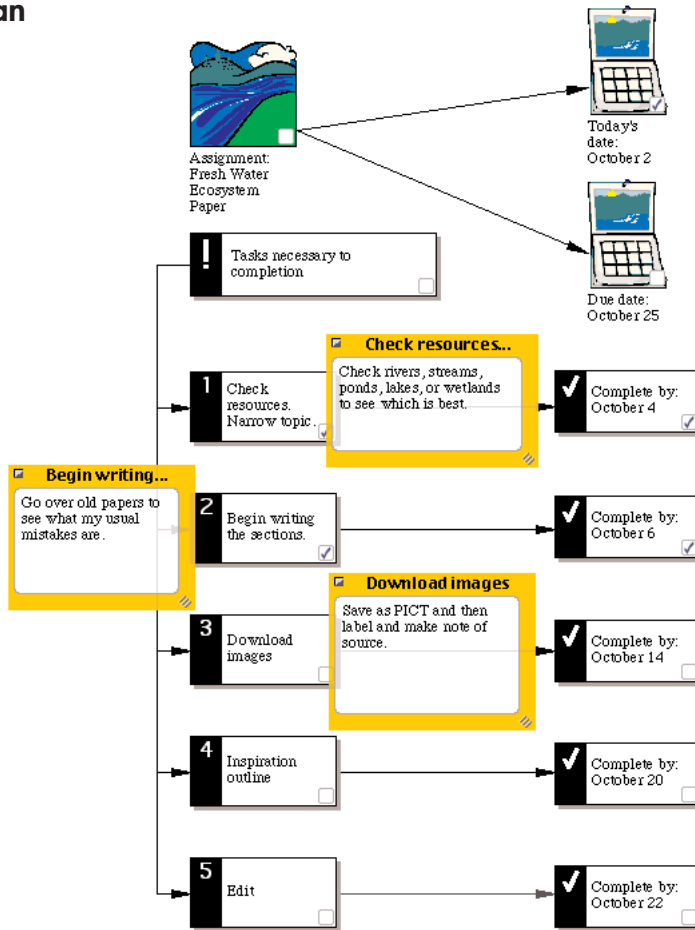 an
Assignment:
Fresh Water
Ecosystem
Paper
Today's
date:
October 2
Due date:
October 25
! Tasks necessary to
completion
1 Check
resources.
Narrow topic.
Check resources...
Check rivers, streams,
ponds, lakes, or wetlands
to see which is best.
Complete by:
October 4
Begin writing...
Go over old papers to
see what my usual
mistakes are.
2 Begin writing
the sections.
Complete by:
October 6
3 Download
images
Download images
Save as PICT and then
label and make note of
source.
Complete by:
October 14
4 Inspiration
outline
Complete by:
October 20
5 Edit
Complete by:
October 22